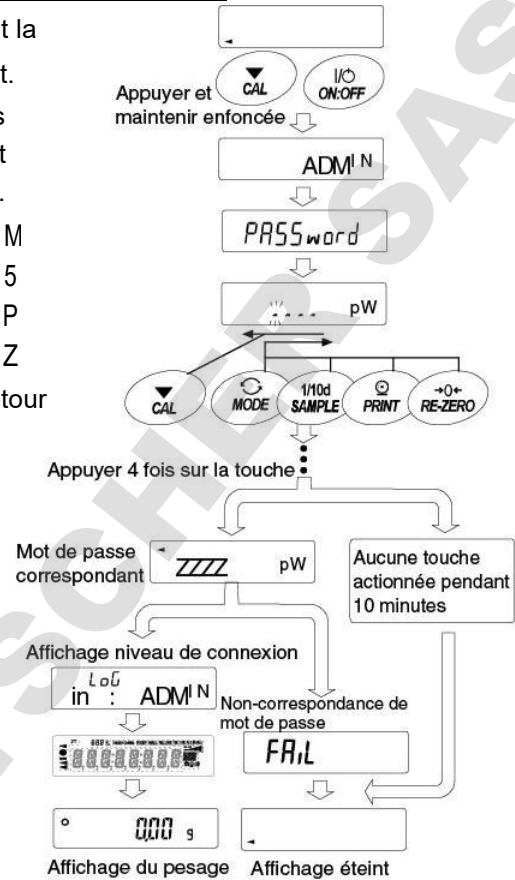 t la
t.
s
t
.
M
5
P
Z
tour
CAL
I/⏻
ON:OFF
Appuyer et
maintenir enfoncée
ADMIN
PASSword
pW
CAL
MODE
1/10d
SAMPLE
PRINT
→0←
RE-ZERO
Appuyer 4 fois sur la touche
Mot de passe
correspondant
ZZZZ pW
Aucune touche
actionnée pendant
10 minutes
Affichage niveau de connexion
LoG
in : ADMIN
Non-correspondance de
mot de passe
FAiL
0.00 g
Affichage du pesage
Affichage éteint